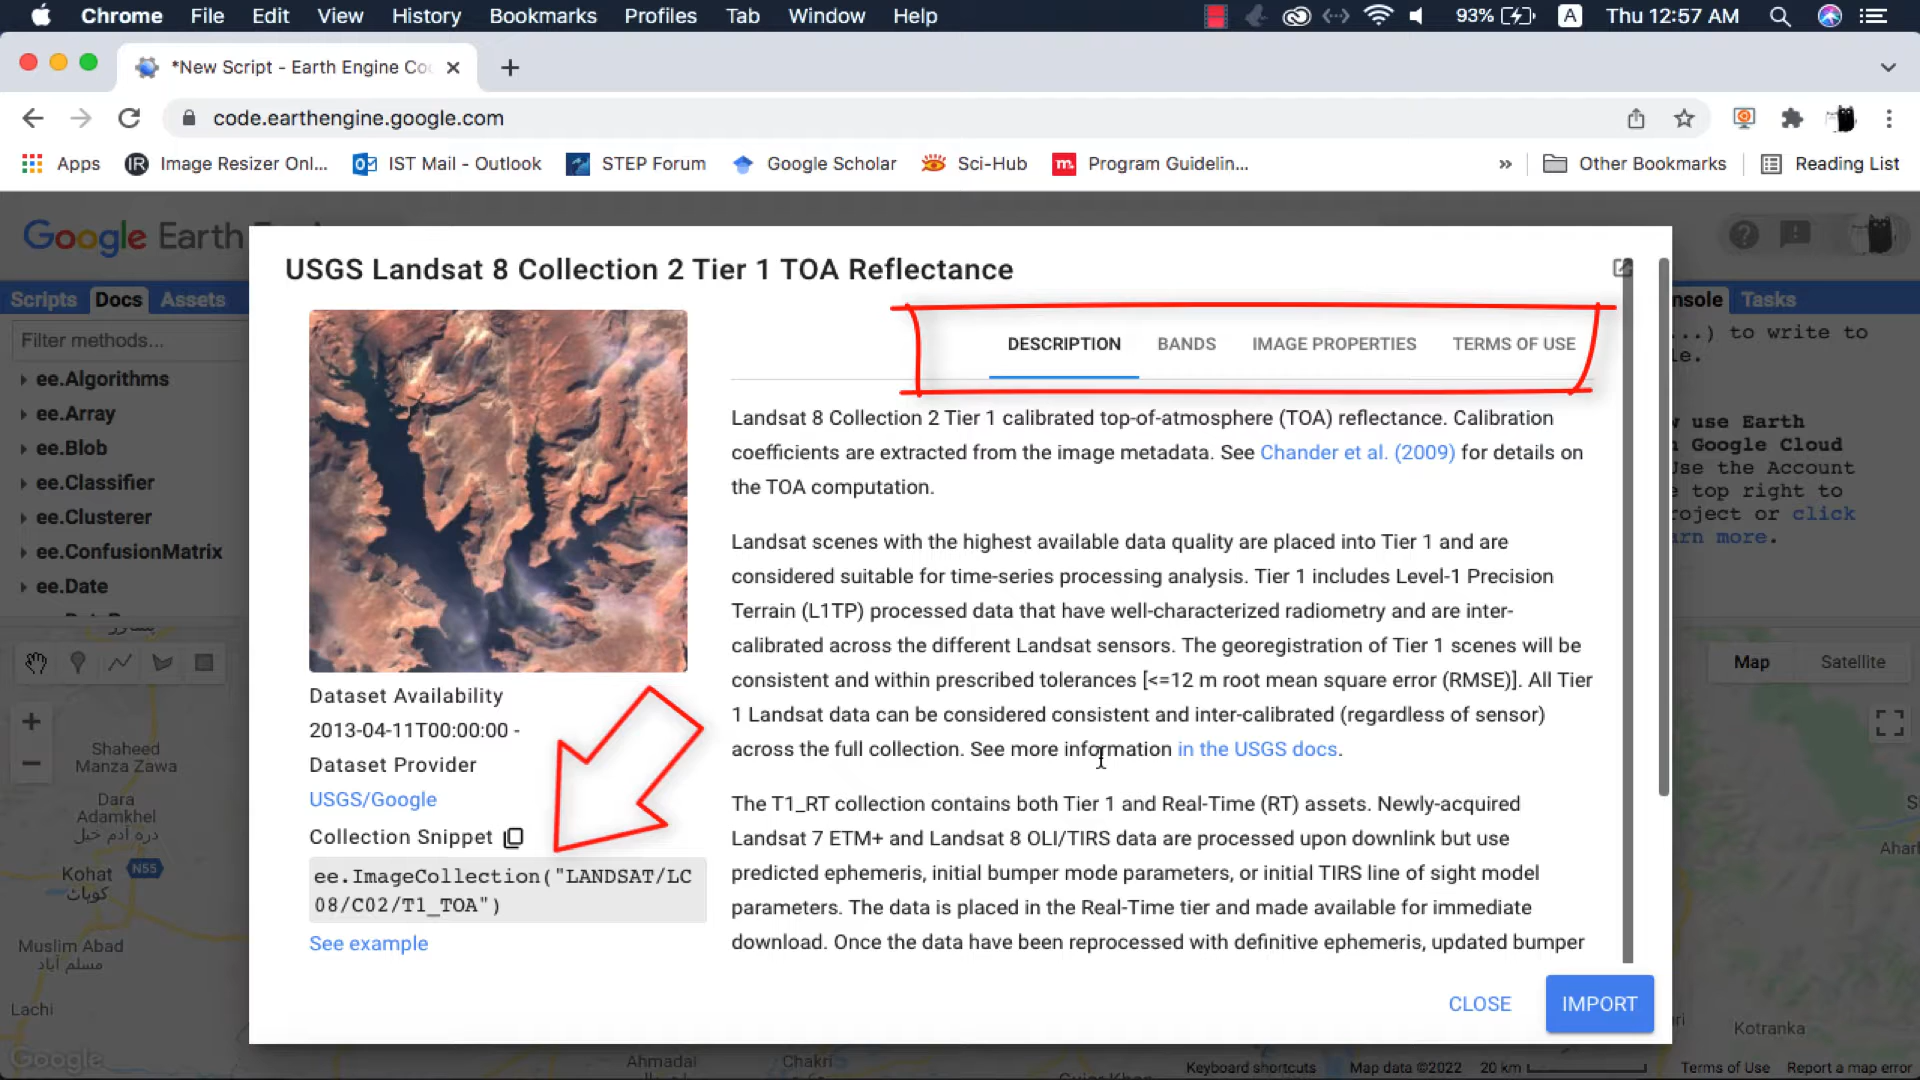 Chrome File Edit View History Bookmarks Profiles Tab Window Help 93% A Thu 12:57 AM
*New Script - Earth Engine Co
code.earthengine.google.com
Apps IR Image Resizer Onl... IST Mail - Outlook STEP Forum Google Scholar Sci-Hub m. Program Guidelin... » Other Bookmarks Reading List
Google Earth
Scripts Docs Assets
Filter methods...
ee.Algorithms
ee.Array
ee.Blob
ee.Classifier
ee.Clusterer
ee.ConfusionMatrix
ee.Date
USGS Landsat 8 Collection 2 Tier 1 TOA Reflectance
DESCRIPTION BANDS IMAGE PROPERTIES TERMS OF USE
Landsat 8 Collection 2 Tier 1 calibrated top-of-atmosphere (TOA) reflectance. Calibration
coefficients are extracted from the image metadata. See Chander et al. (2009) for details on
the TOA computation.
Landsat scenes with the highest available data quality are placed into Tier 1 and are
considered suitable for time-series processing analysis. Tier 1 includes Level-1 Precision
Terrain (L1TP) processed data that have well-characterized radiometry and are inter-
calibrated across the different Landsat sensors. The georegistration of Tier 1 scenes will be
consistent and within prescribed tolerances [<=12 m root mean square error (RMSE)]. All Tier
1 Landsat data can be considered consistent and inter-calibrated (regardless of sensor)
across the full collection. See more information in the USGS docs.
The T1_RT collection contains both Tier 1 and Real-Time (RT) assets. Newly-acquired
Landsat 7 ETM+ and Landsat 8 OLI/TIRS data are processed upon downlink but use
predicted ephemeris, initial bumper mode parameters, or initial TIRS line of sight model
parameters. The data is placed in the Real-Time tier and made available for immediate
download. Once the data have been reprocessed with definitive ephemeris, updated bumper
Dataset Availability
2013-04-11T00:00:00 -
Dataset Provider
USGS/Google
Collection Snippet
ee.ImageCollection("LANDSAT/LC
08/C02/T1_TOA")
See example
CLOSE IMPORT
nsole Tasks
...) to write to
le.
w use Earth
Google Cloud
Use the Account
e top right to
roject or click
arn more.
Map Satellite
Shaheed
Manza Zawa
Dara
Adamkhel
درہ آدم خیل
Kohat N55
کوہاٹ
Muslim Abad
مسلم آباد
Lachi
Google
Ahmadal
Chakri
Ahar
Kotranka
Keyboard shortcuts Map data ©2022 20 km Terms of Use Report a map error